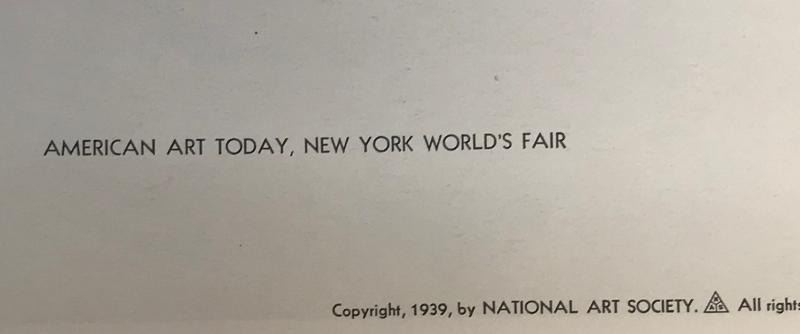 AMERICAN ART TODAY, NEW YORK WORLD'S FAIR
Copyright, 1939, by NATIONAL ART SOCIETY. All rights